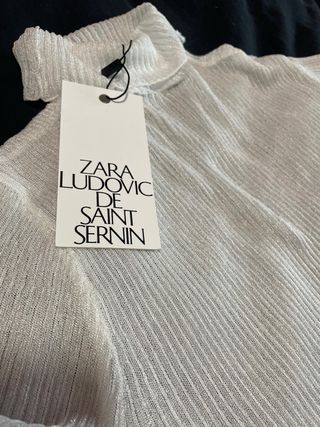 ZARA
LUDOVIC
DE
SAINT
SERNIN